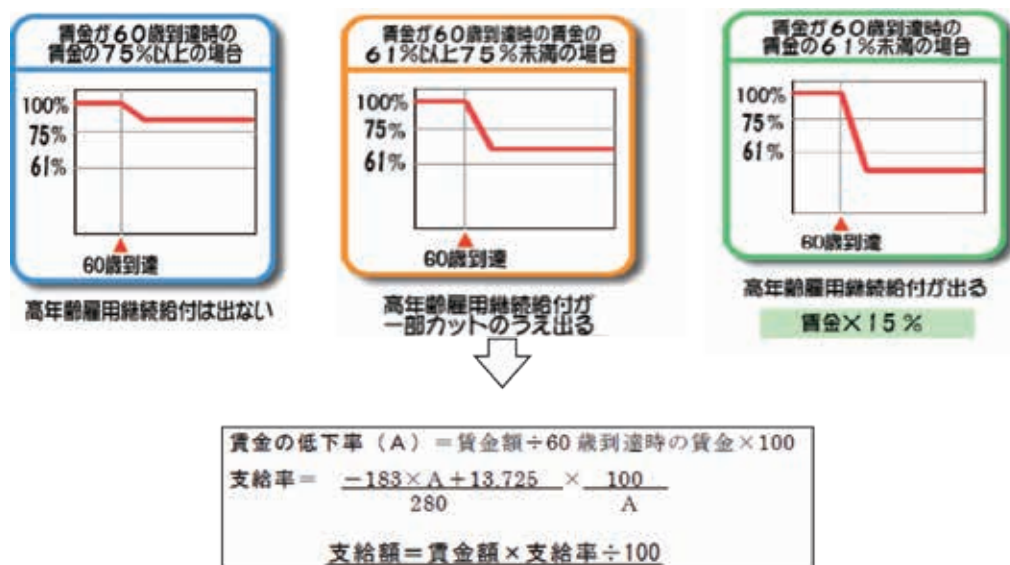 賃金が60歳到達時の
賃金の75%以上の場合
100%
75%
61%
60歳到達
高年齢雇用継続給付は出ない
賃金が60歳到達時の賃金の
61%以上75%未満の場合
100%
75%
61%
60歳到達
高年齢雇用継続給付が
一部カットのうえ出る
賃金が60歳到達時の
賃金の61%未満の場合
100%
75%
61%
60歳到達
高年齢雇用継続給付が出る
賃金×15%
賃金の低下率(A)=賃金額÷60歳到達時の賃金×100
支給率= −183×A+13,725 × 100
280 A
支給額=賃金額×支給率÷100